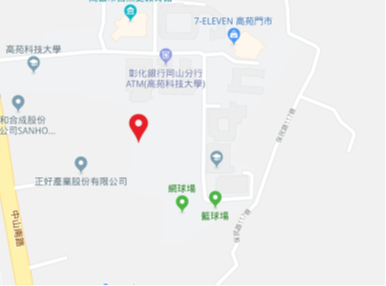 7-ELEVEN 高苑門市
高苑科技大學
彰化銀行岡山分行
ATM(高苑科技大學)
和合成股份
公司SANHO...
正好產業股份有限公司
網球場
籃球場
中山南路